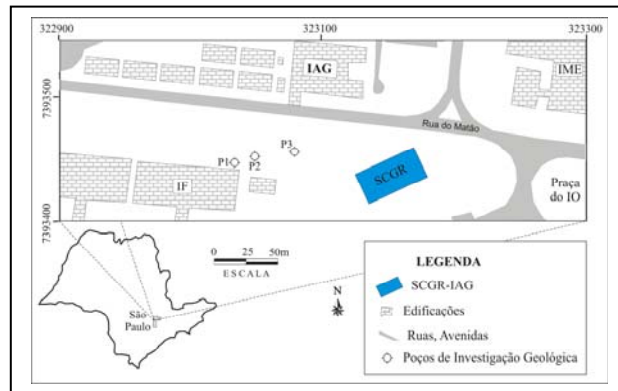 322900
323100
323300
IAG
IME
7393500
Rua do Matão
P1
P2
P3
SCGR
IF
Praça
do IO
7393400
0 25 50m
ESCALA
São
Paulo
N
LEGENDA
SCGR-IAG
Edificações
Ruas, Avenidas
Poços de Investigação Geológica